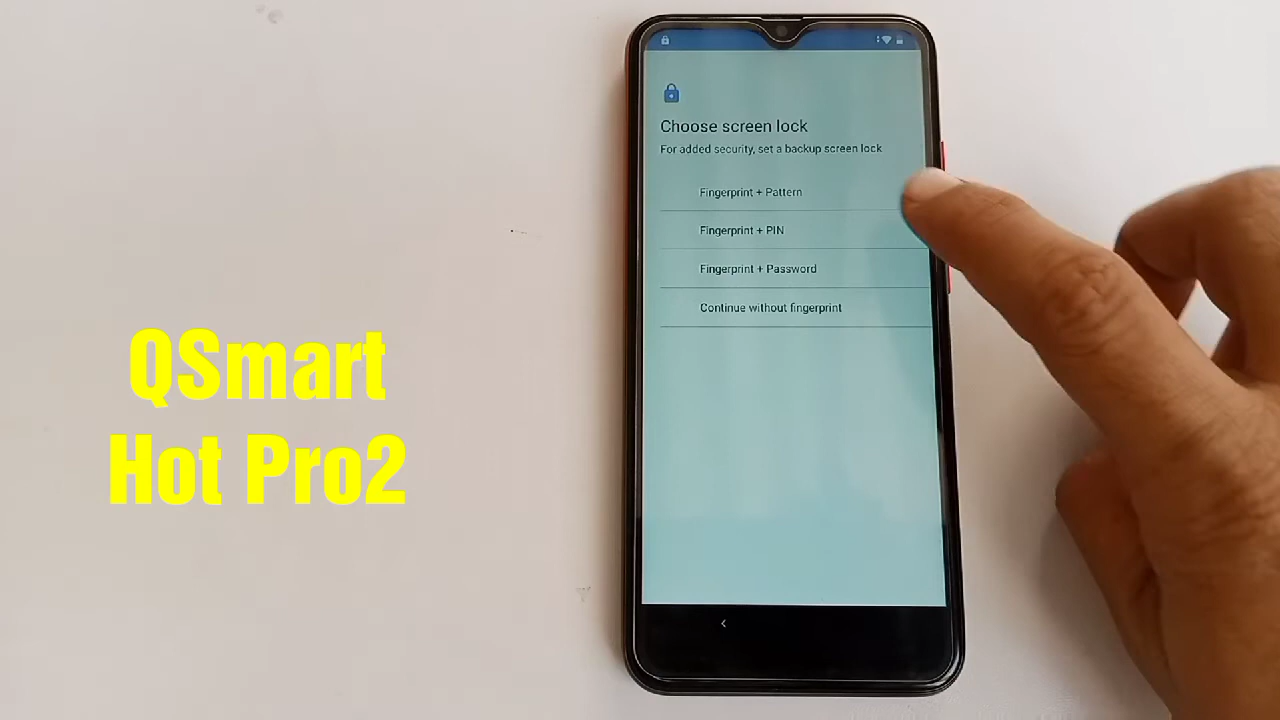 Choose screen lock
For added security, set a backup screen lock
Fingerprint + Pattern
Fingerprint + PIN
Fingerprint + Password
Continue without fingerprint
QSmart
Hot Pro2